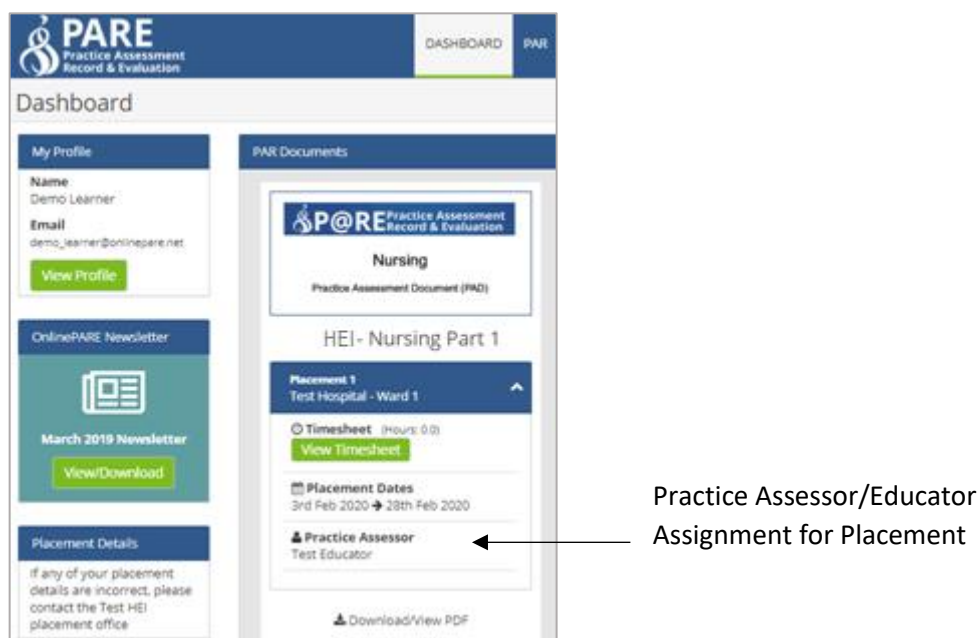 PARE
Practice Assessment
Record & Evaluation
DASHBOARD
PAR
Dashboard
My Profile
Name
Demo Learner
Email
demo_learner@onlinepare.net
View Profile
OnlinePARE Newsletter
March 2019 Newsletter
View/Download
Placement Details
If any of your placement
details are incorrect, please
contact the Test HEI
placement office
PAR Documents
P@RE Practice Assessment
Record & Evaluation
Nursing
Practice Assessment Document (PAD)
HEI- Nursing Part 1
Placement 1
Test Hospital - Ward 1
Timesheet (Hours: 0.0)
View Timesheet
Placement Dates
3rd Feb 2020 → 28th Feb 2020
Practice Assessor
Test Educator
Download/View PDF
Practice Assessor/Educator
Assignment for Placement